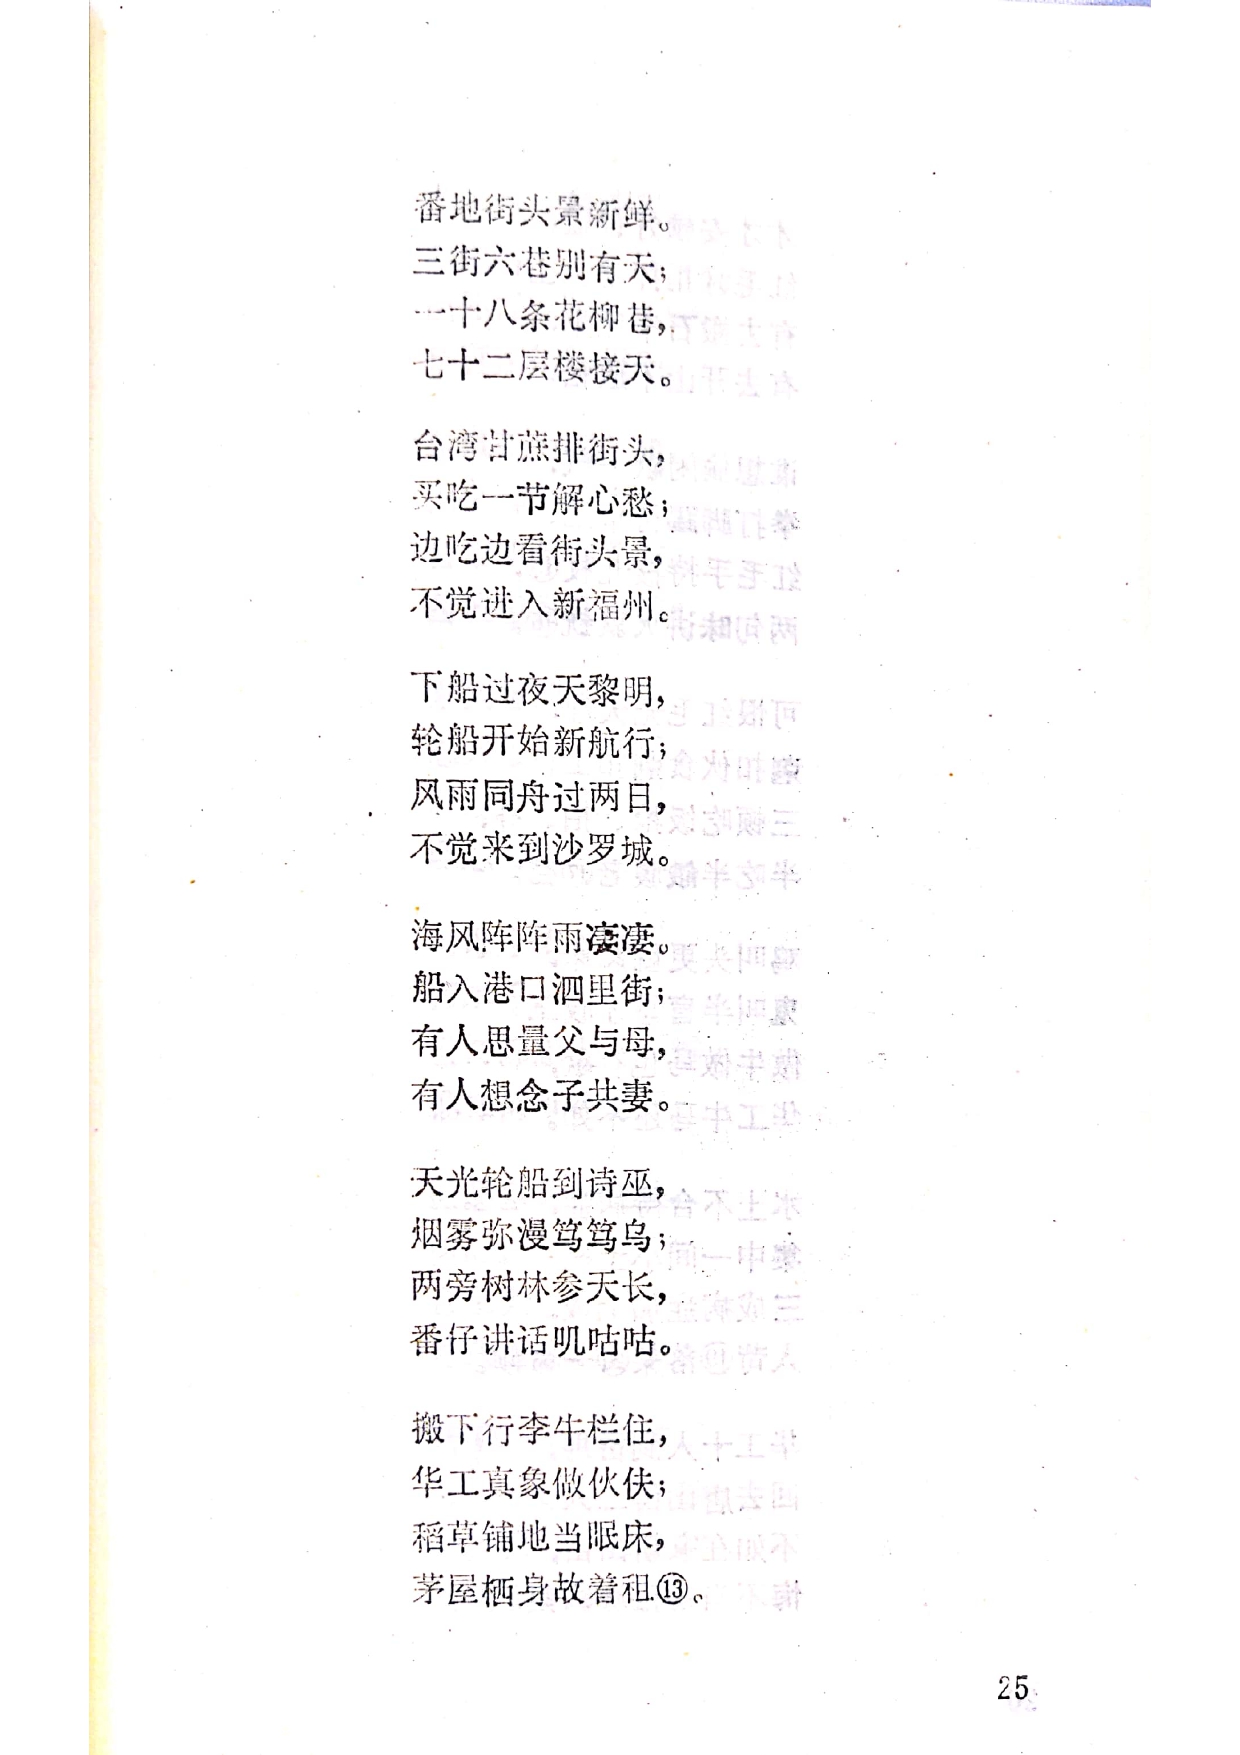 番地街头景新鲜。
三街六巷别有天；
一十八条花柳巷，
七十二层楼接天。
台湾甘蔗排街头，
买吃一节解心愁；
边吃边看街头景，
不觉进入新福州。
下船过夜天黎明，
轮船开始新航行；
风雨同舟过两日，
不觉来到沙罗城。
海风阵阵雨凄凄。
船入港口泗里街；
有人思量父与母，
有人想念子共妻。
天光轮船到诗巫，
烟雾弥漫笃笃乌；
两旁树林参天长，
番仔讲话叽咕咕。
搬下行李牛栏住，
华工真象做伙伕；
稻草铺地当眠床，
茅屋栖身故着租⑬。
25